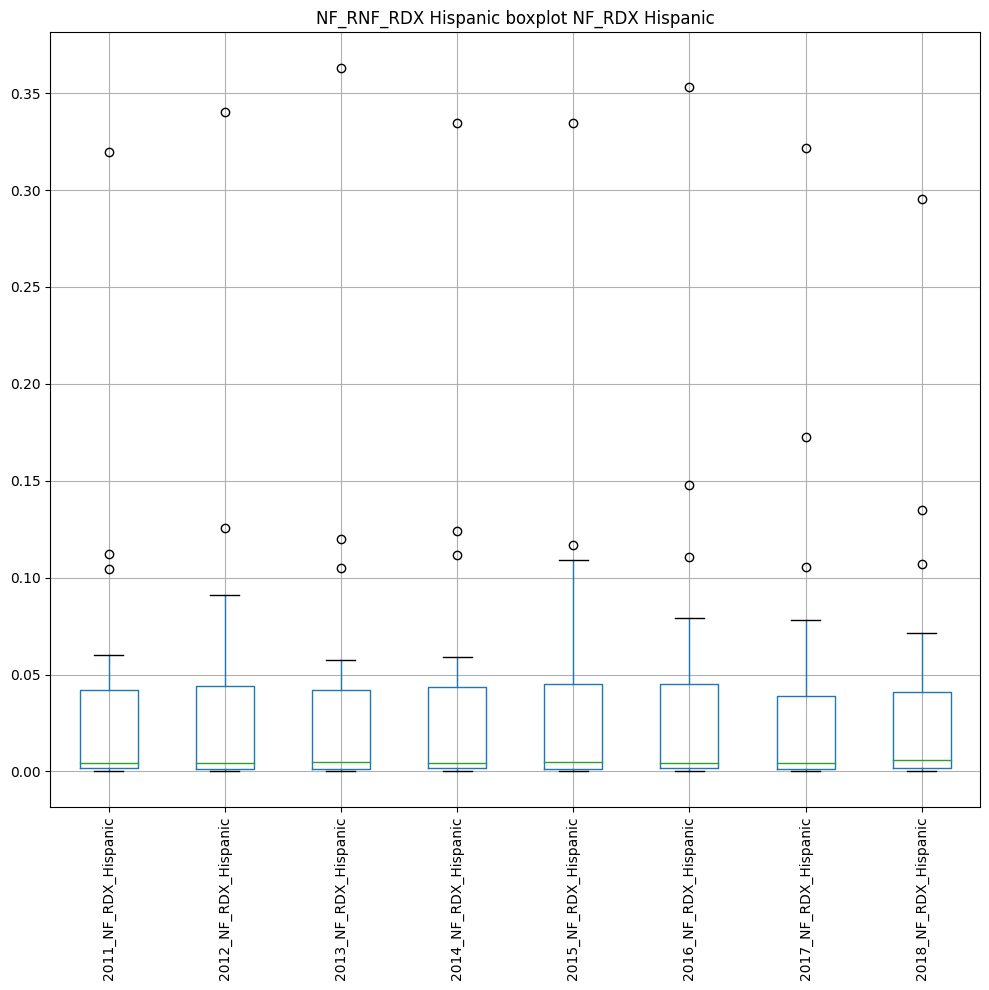 NF_RNF_RDX Hispanic boxplot NF_RDX Hispanic
0.35
0.30
0.25
0.20
0.15
0.10
0.05
0.00
2011_NF_RDX_Hispanic
2012_NF_RDX_Hispanic
2013_NF_RDX_Hispanic
2014_NF_RDX_Hispanic
2015_NF_RDX_Hispanic
2016_NF_RDX_Hispanic
2017_NF_RDX_Hispanic
2018_NF_RDX_Hispanic